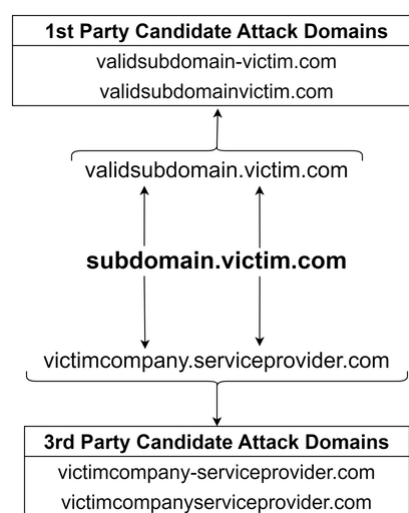 1st Party Candidate Attack Domains
validsubdomain-victim.com
validsubdomainvictim.com
validsubdomain.victim.com
subdomain.victim.com
victimcompany.serviceprovider.com
3rd Party Candidate Attack Domains
victimcompany-serviceprovider.com
victimcompanyserviceprovider.com